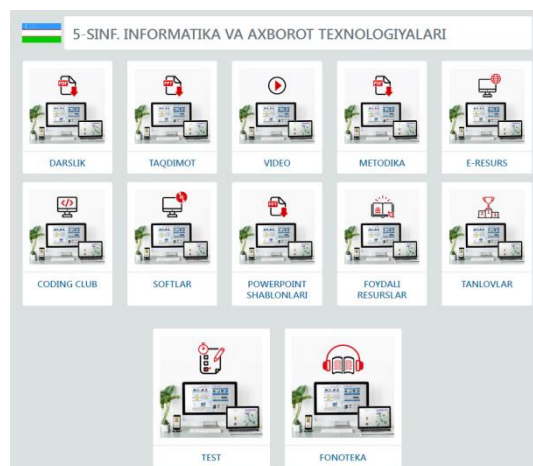 5-SINF. INFORMATIKA VA AXBOROT TEXNOLOGIYALARI
DARSLIK
TAQDIMOT
VIDEO
METODIKA
E-RESURS
CODING CLUB
SOFTLAR
POWERPOINT
SHABLONLARI
FOYDALI
RESURSLAR
TANLOVLAR
TEST
FONOTEKA